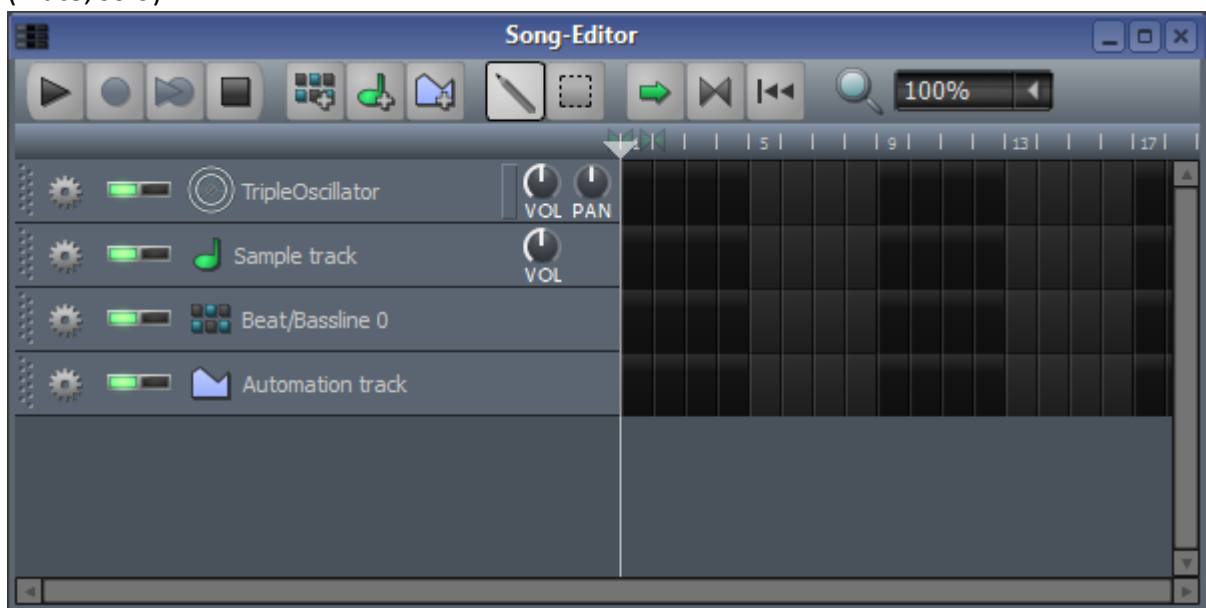 Song-Editor
100%
1 5 9 13 17
TripleOscillator VOL PAN
Sample track VOL
Beat/Bassline 0
Automation track